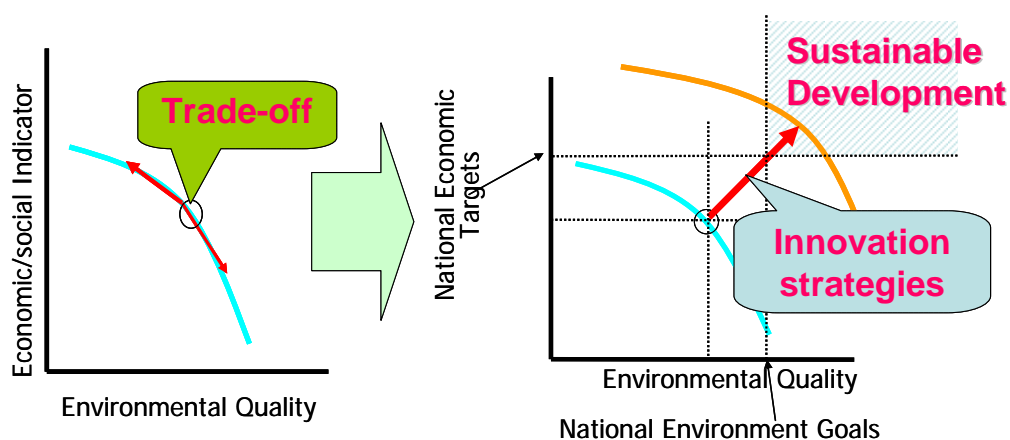 Economic/social Indicator
Trade-off
Environmental Quality
National Economic
Targets
Sustainable
Development
Innovation
strategies
Environmental Quality
National Environment Goals